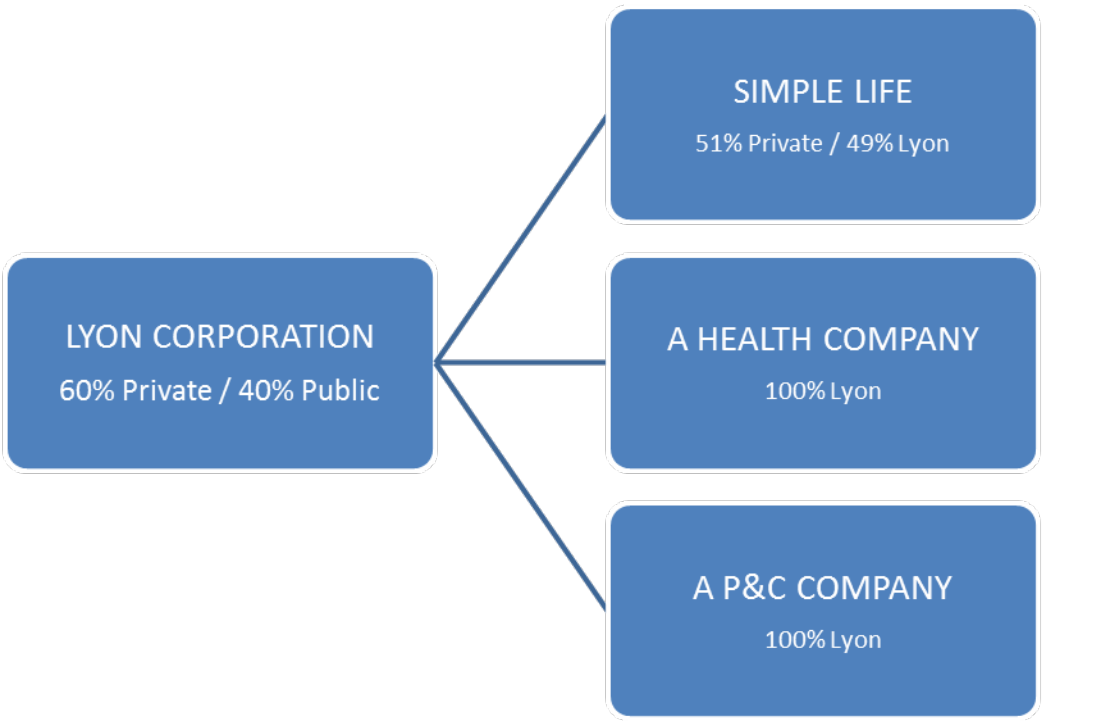 SIMPLE LIFE
51% Private / 49% Lyon
LYON CORPORATION
60% Private / 40% Public
A HEALTH COMPANY
100% Lyon
A P&C COMPANY
100% Lyon